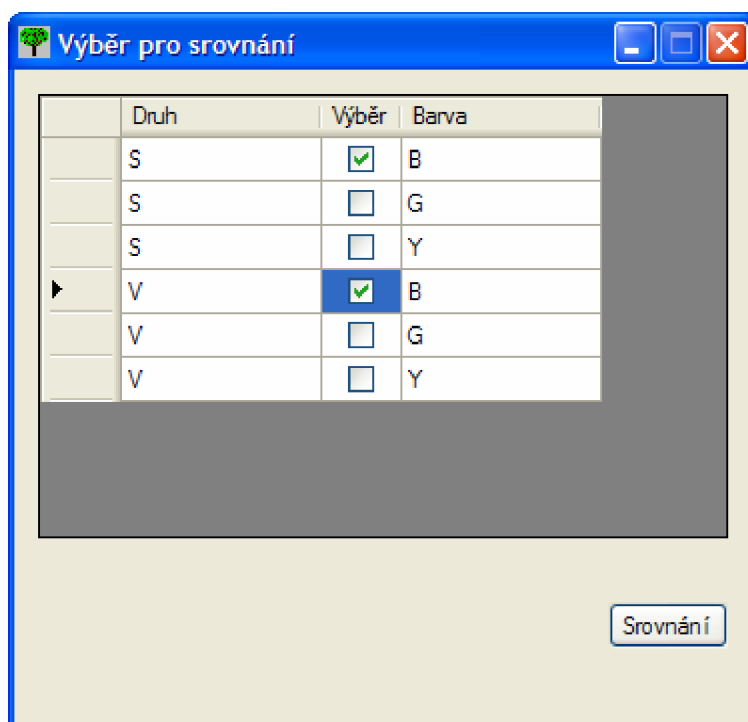 Výběr pro srovnání
Druh Výběr Barva
S B
S G
S Y
V B
V G
V Y
Srovnání